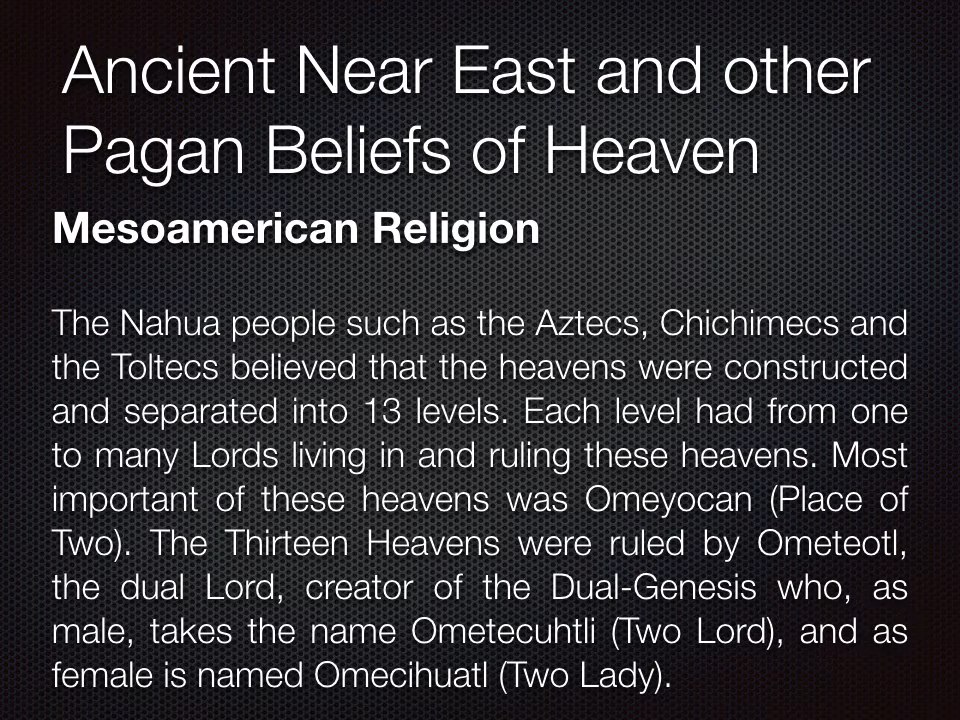 Ancient Near East and other
Pagan Beliefs of Heaven
Mesoamerican Religion
The Nahua people such as the Aztecs, Chichimecs and
the Toltecs believed that the heavens were constructed
and separated into 13 levels. Each level had from one
to many Lords living in and ruling these heavens. Most
important of these heavens was Omeyocan (Place of
Two). The Thirteen Heavens were ruled by Ometeotl,
the dual Lord, creator of the Dual-Genesis who, as
male, takes the name Ometecuhtli (Two Lord), and as
female is named Omecihuatl (Two Lady).